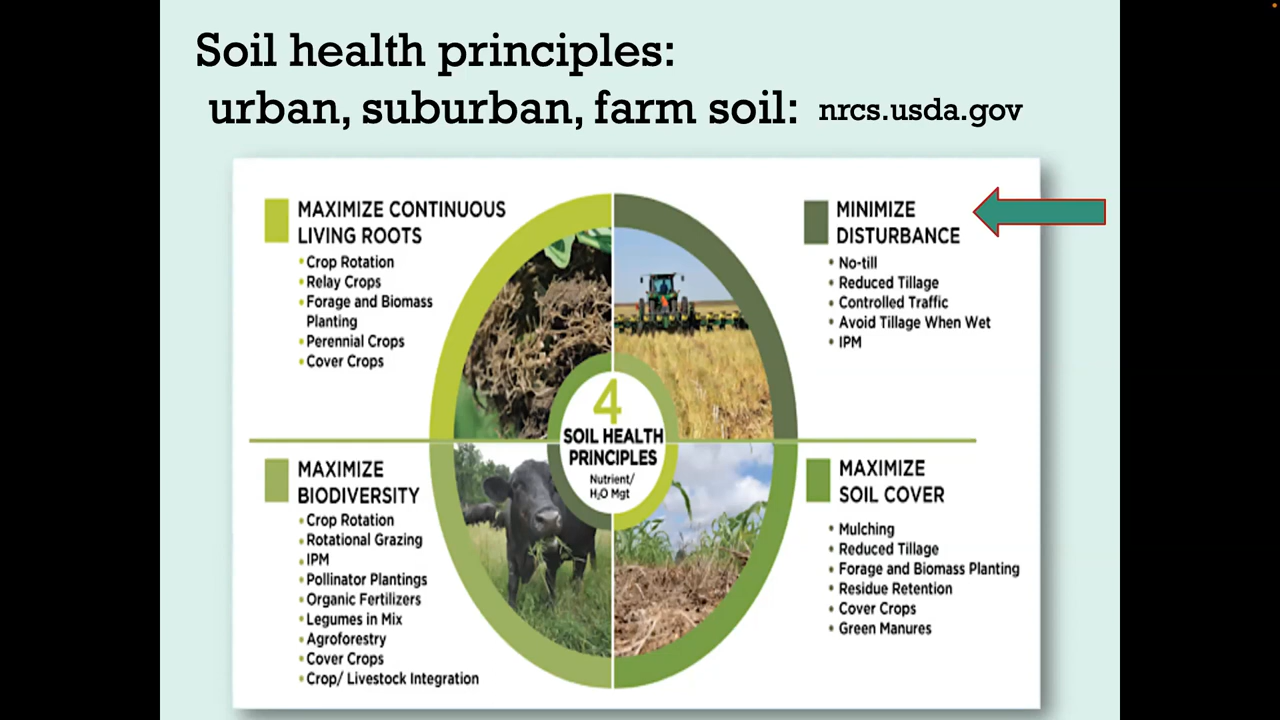 Soil health principles:
urban, suburban, farm soil: nrcs.usda.gov
MAXIMIZE CONTINUOUS
LIVING ROOTS
• Crop Rotation
• Relay Crops
• Forage and Biomass
Planting
• Perennial Crops
• Cover Crops
MINIMIZE
DISTURBANCE
• No-till
• Reduced Tillage
• Controlled Traffic
• Avoid Tillage When Wet
• IPM
4
SOIL HEALTH
PRINCIPLES
Nutrient/
H₂O Mgt
MAXIMIZE
BIODIVERSITY
• Crop Rotation
• Rotational Grazing
• IPM
• Pollinator Plantings
• Organic Fertilizers
• Legumes in Mix
• Agroforestry
• Cover Crops
• Crop/ Livestock Integration
MAXIMIZE
SOIL COVER
• Mulching
• Reduced Tillage
• Forage and Biomass Planting
• Residue Retention
• Cover Crops
• Green Manures